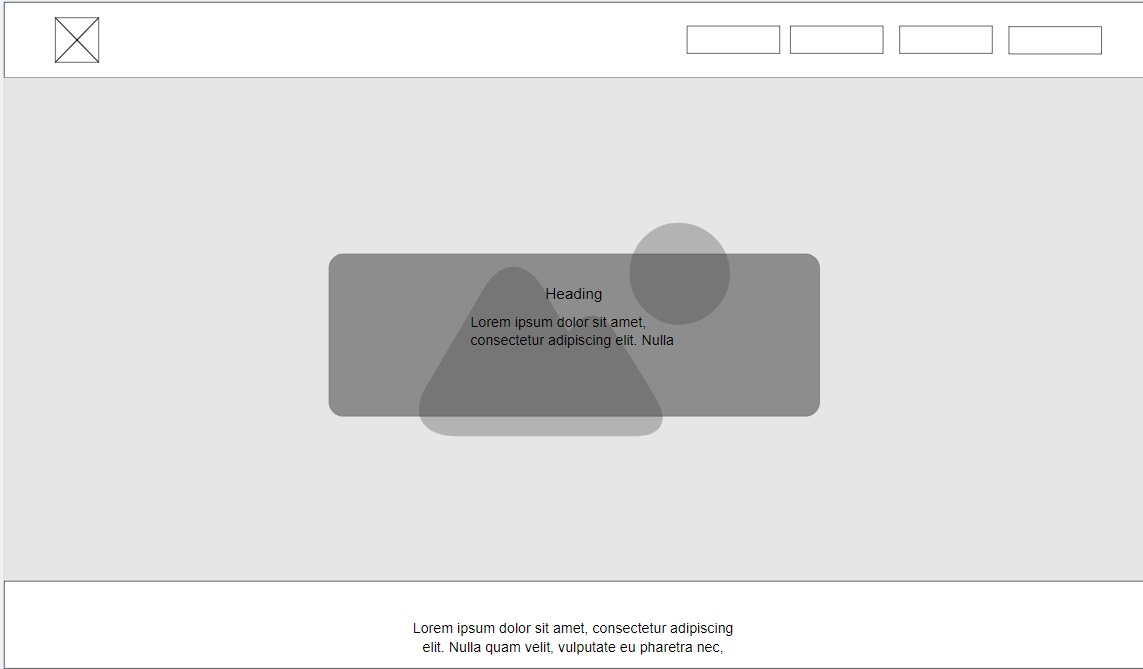 Heading
Lorem ipsum dolor sit amet,
consectetur adipiscing elit. Nulla
Lorem ipsum dolor sit amet, consectetur adipiscing
elit. Nulla quam velit, vulputate eu pharetra nec,